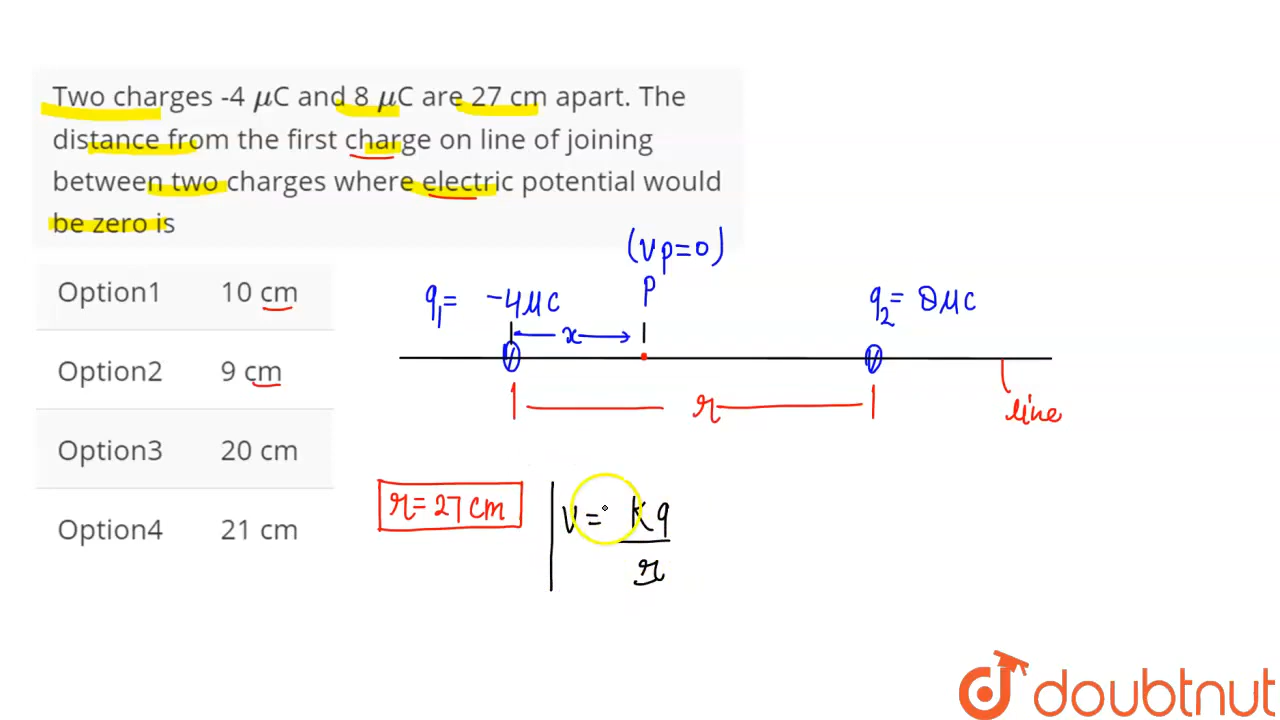 Two charges -4 μC and 8 μC are 27 cm apart. The
distance from the first charge on line of joining
between two charges where electric potential would
be zero is
(Vp=0)
Option1 10 cm
q1= -4μC P q2= 8μC
x
Option2 9 cm
r line
Option3 20 cm
r=27cm V= Kq
r
Option4 21 cm
doubtnut